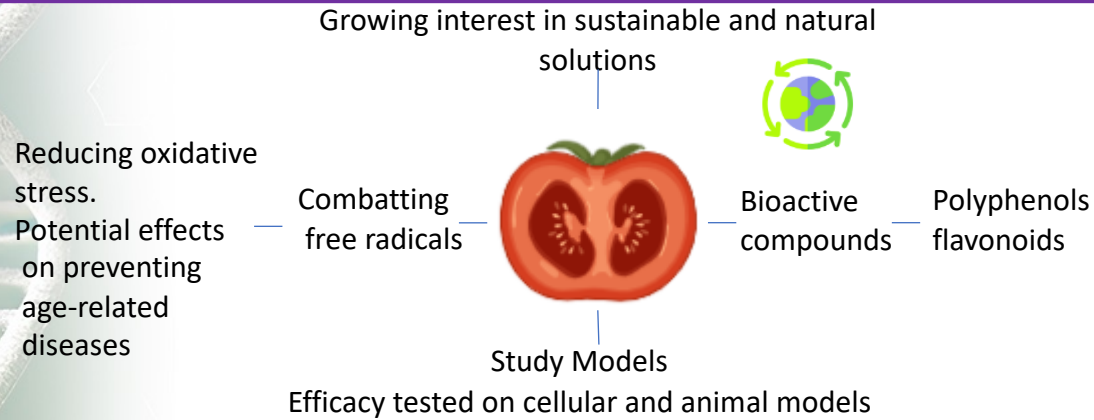 Growing interest in sustainable and natural
solutions
Reducing oxidative
stress.
Potential effects
on preventing
age-related
diseases
Combatting
free radicals
Bioactive
compounds
Polyphenols
flavonoids
Study Models
Efficacy tested on cellular and animal models